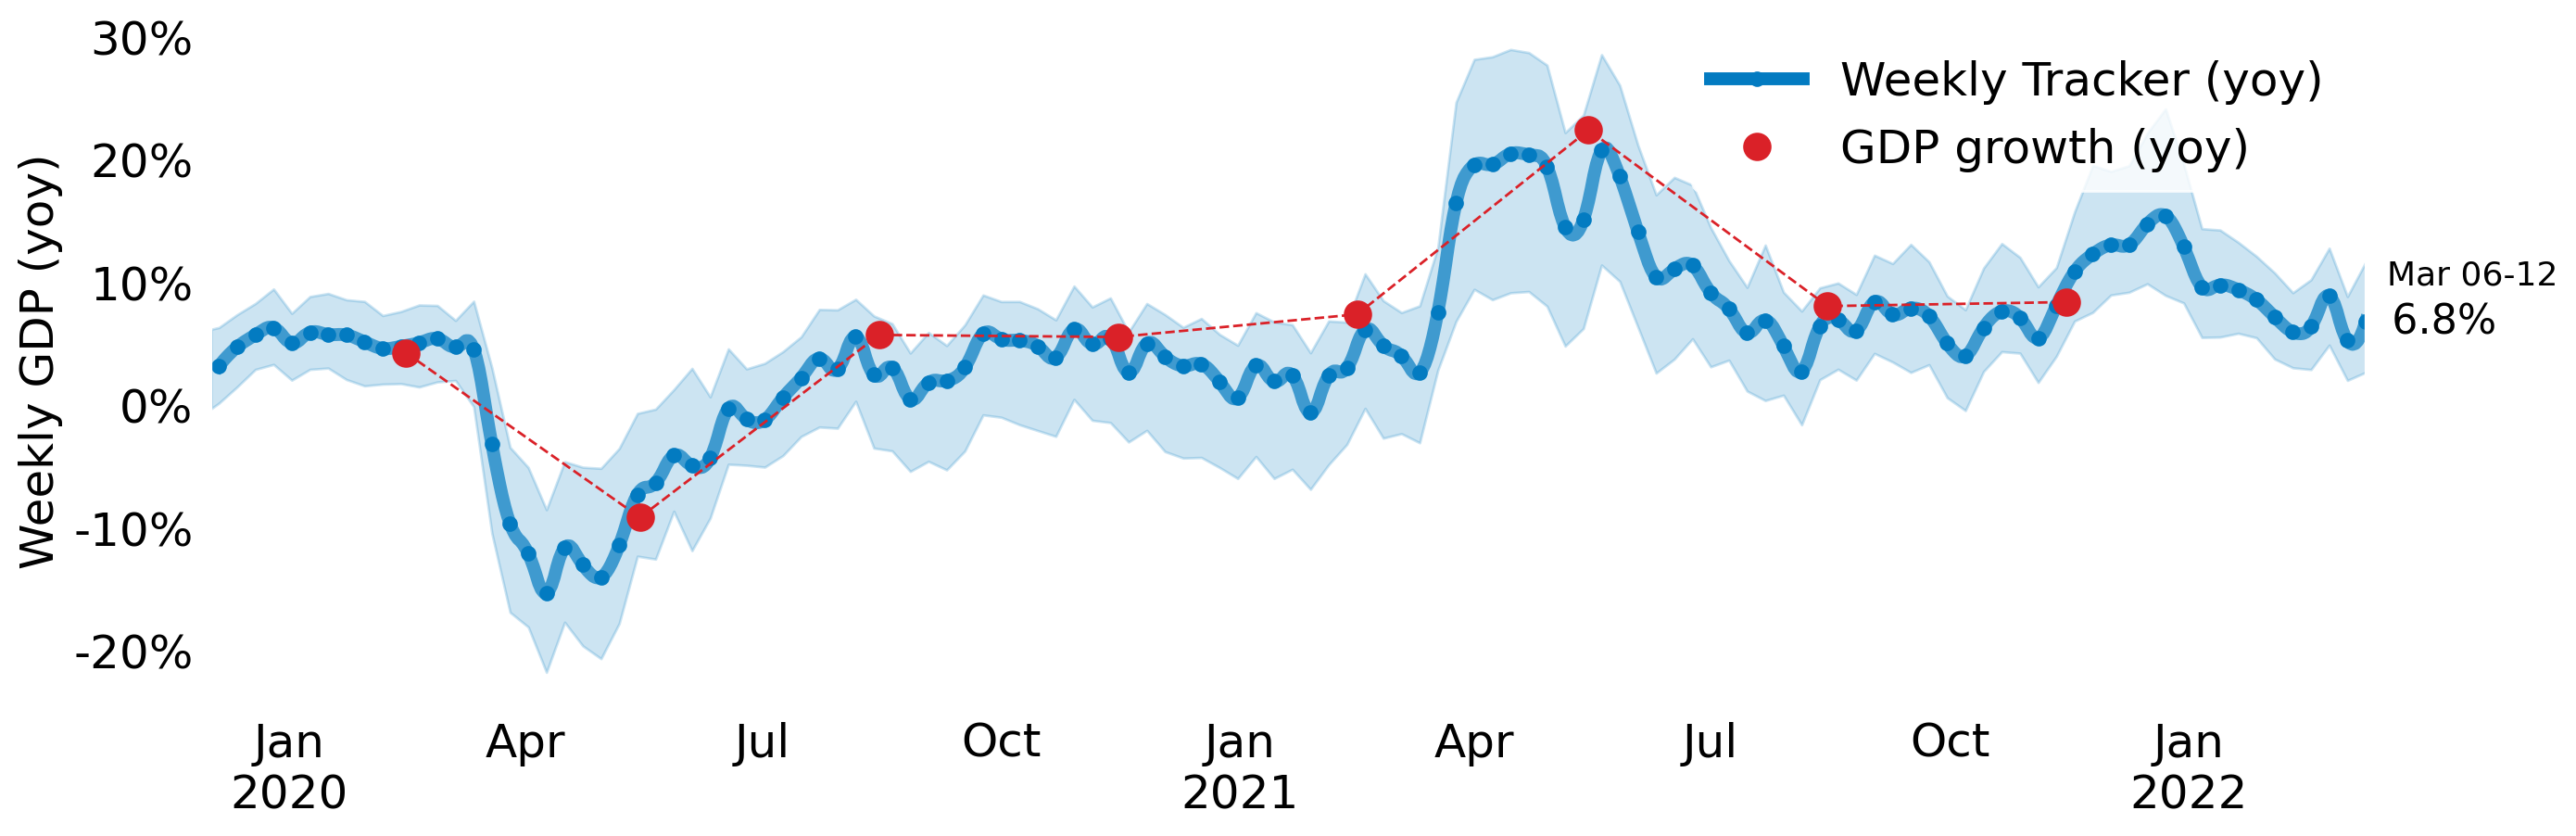 30%
20%
10%
0%
-10%
-20%
Weekly GDP (yoy)
Weekly Tracker (yoy)
GDP growth (yoy)
Mar 06-12
6.8%
Jan Apr Jul Oct Jan Apr Jul Oct Jan
2020 2021 2022